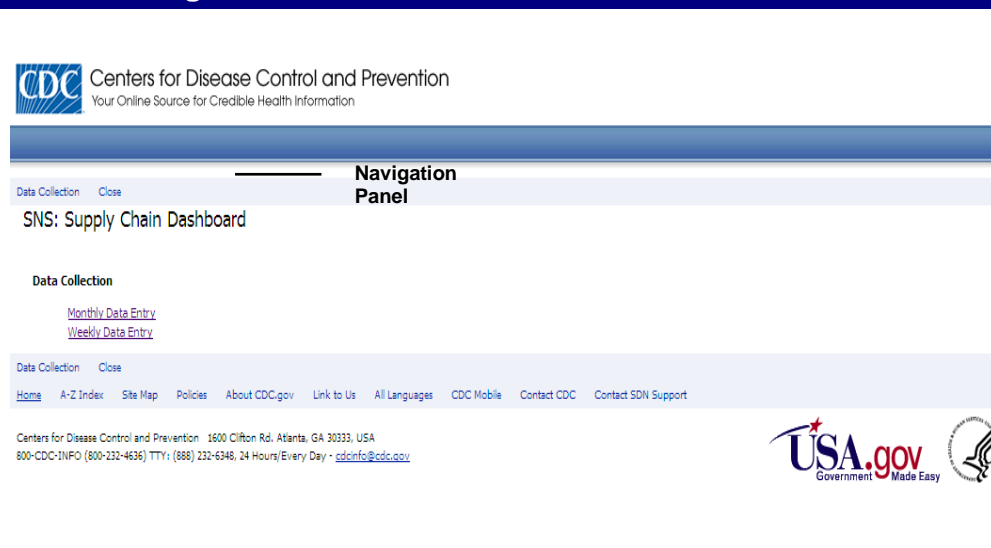 CDC
Centers for Disease Control and Prevention
Your Online Source for Credible Health Information
Navigation
Panel
Data Collection Close
SNS: Supply Chain Dashboard
Data Collection
Monthly Data Entry
Weekly Data Entry
Data Collection Close
Home A-Z Index Site Map Policies About CDC.gov Link to Us All Languages CDC Mobile Contact CDC Contact SDN Support
Centers for Disease Control and Prevention 1600 Clifton Rd. Atlanta, GA 30333, USA
800-CDC-INFO (800-232-4636) TTY: (888) 232-6348, 24 Hours/Every Day - cdcinfo@cdc.gov
USA.gov
Government Made Easy